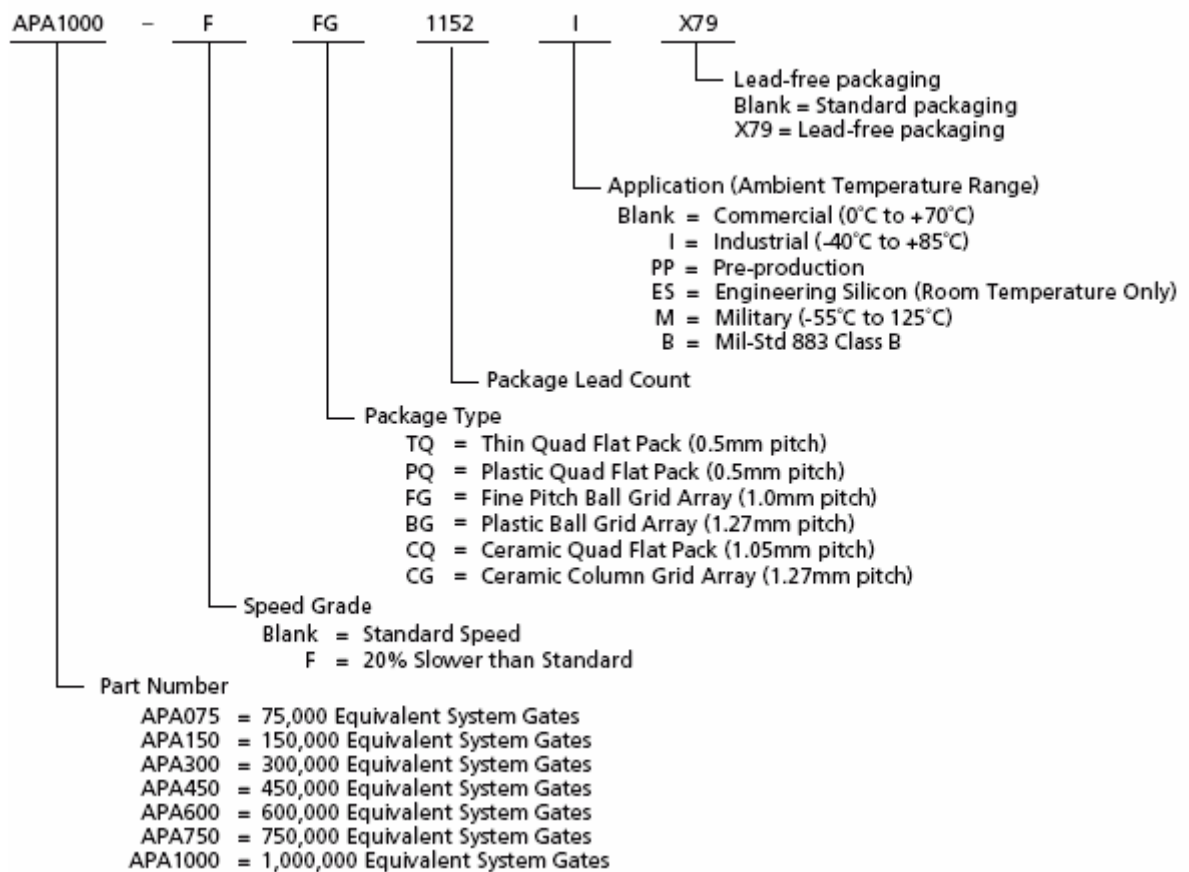 APA1000 – F FG 1152 I X79
Lead-free packaging
Blank = Standard packaging
X79 = Lead-free packaging
Application (Ambient Temperature Range)
Blank = Commercial (0˚C to +70˚C)
I = Industrial (-40˚C to +85˚C)
PP = Pre-production
ES = Engineering Silicon (Room Temperature Only)
M = Military (-55˚C to 125˚C)
B = Mil-Std 883 Class B
Package Lead Count
Package Type
TQ = Thin Quad Flat Pack (0.5mm pitch)
PQ = Plastic Quad Flat Pack (0.5mm pitch)
FG = Fine Pitch Ball Grid Array (1.0mm pitch)
BG = Plastic Ball Grid Array (1.27mm pitch)
CQ = Ceramic Quad Flat Pack (1.05mm pitch)
CG = Ceramic Column Grid Array (1.27mm pitch)
Speed Grade
Blank = Standard Speed
F = 20% Slower than Standard
Part Number
APA075 = 75,000 Equivalent System Gates
APA150 = 150,000 Equivalent System Gates
APA300 = 300,000 Equivalent System Gates
APA450 = 450,000 Equivalent System Gates
APA600 = 600,000 Equivalent System Gates
APA750 = 750,000 Equivalent System Gates
APA1000 = 1,000,000 Equivalent System Gates